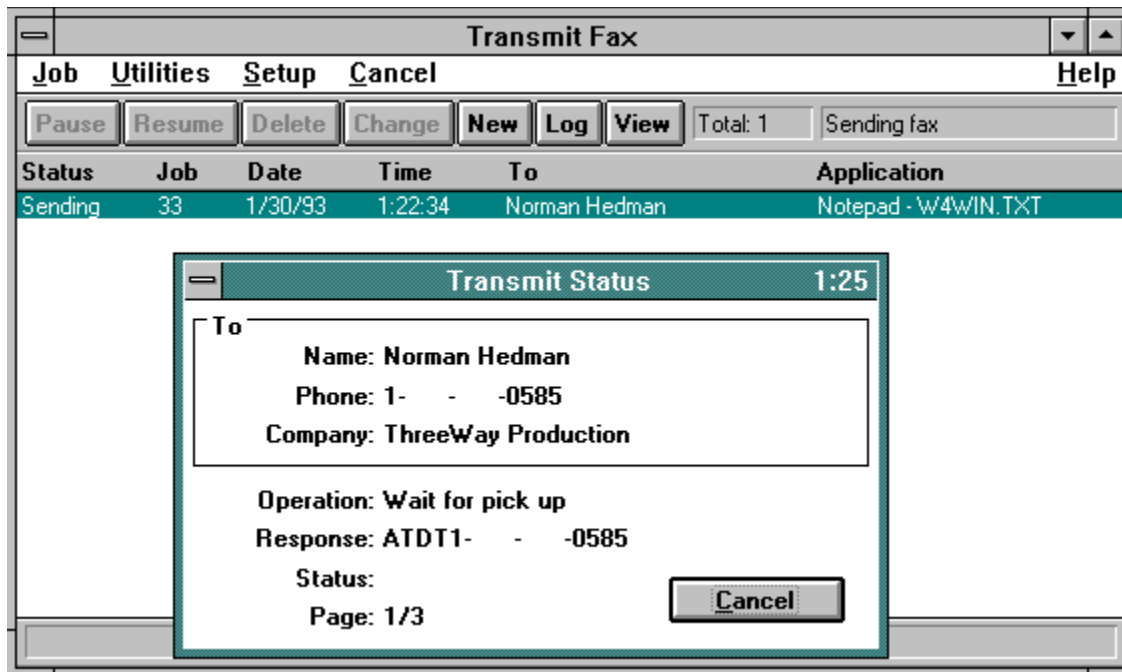 Transmit Fax
Job Utilities Setup Cancel Help
Pause Resume Delete Change New Log View Total: 1 Sending fax
Status Job Date Time To Application
Sending 33 1/30/93 1:22:34 Norman Hedman Notepad - W4WIN.TXT
Transmit Status 1:25
To
Name: Norman Hedman
Phone: 1- - -0585
Company: ThreeWay Production
Operation: Wait for pick up
Response: ATDT1- - -0585
Status:
Page: 1/3
Cancel